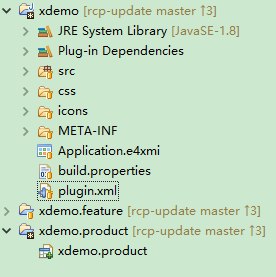 xdemo [rcp-update master ↑3]
JRE System Library [JavaSE-1.8]
Plug-in Dependencies
src
css
icons
META-INF
Application.e4xmi
build.properties
plugin.xml
xdemo.feature [rcp-update master ↑3]
xdemo.product [rcp-update master ↑3]
xdemo.product